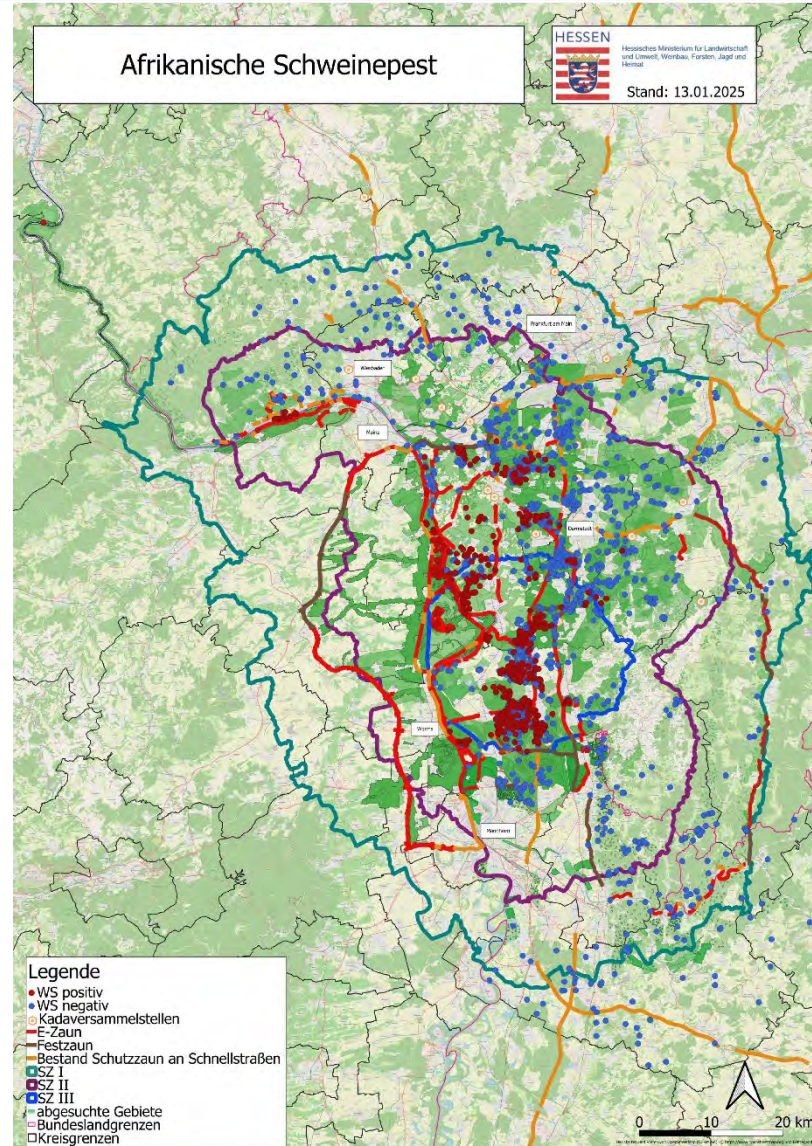 Afrikanische Schweinepest
HESSEN
Hessisches Ministerium für Landwirtschaft
und Umwelt, Weinbau, Forsten, Jagd und
Heimat
Stand: 13.01.2025
Frankfurt am Main
Wiesbaden
Mainz
Darmstadt
Worms
Mannheim
Legende
WS positiv
WS negativ
Kadaversammelstellen
E-Zaun
Festzaun
Bestand Schutzzaun an Schnellstraßen
SZ I
SZ II
SZ III
abgesuchte Gebiete
Bundeslandgrenzen
Kreisgrenzen
0 10 20 km